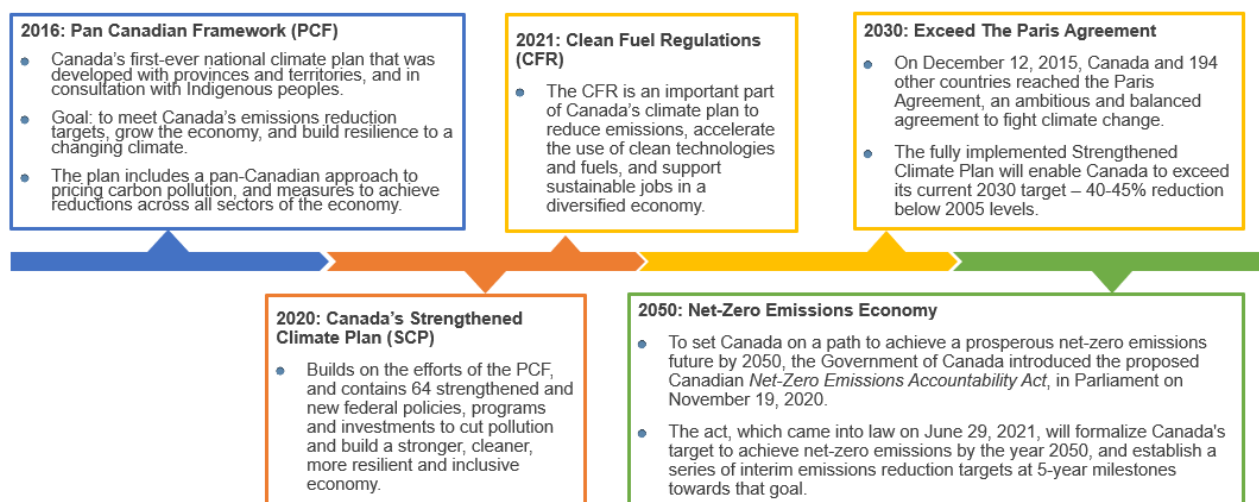 2016: Pan Canadian Framework (PCF)
Canada's first-ever national climate plan that was
developed with provinces and territories, and in
consultation with Indigenous peoples.
Goal: to meet Canada's emissions reduction
targets, grow the economy, and build resilience to a
changing climate.
The plan includes a pan-Canadian approach to
pricing carbon pollution, and measures to achieve
reductions across all sectors of the economy.
2020: Canada's Strengthened
Climate Plan (SCP)
Builds on the efforts of the PCF,
and contains 64 strengthened and
new federal policies, programs
and investments to cut pollution
and build a stronger, cleaner,
more resilient and inclusive
economy.
2021: Clean Fuel Regulations
(CFR)
The CFR is an important part
of Canada's climate plan to
reduce emissions, accelerate
the use of clean technologies
and fuels, and support
sustainable jobs in a
diversified economy.
2030: Exceed The Paris Agreement
On December 12, 2015, Canada and 194
other countries reached the Paris
Agreement, an ambitious and balanced
agreement to fight climate change.
The fully implemented Strengthened
Climate Plan will enable Canada to exceed
its current 2030 target – 40-45% reduction
below 2005 levels.
2050: Net-Zero Emissions Economy
To set Canada on a path to achieve a prosperous net-zero emissions
future by 2050, the Government of Canada introduced the proposed
Canadian Net-Zero Emissions Accountability Act, in Parliament on
November 19, 2020.
The act, which came into law on June 29, 2021, will formalize Canada's
target to achieve net-zero emissions by the year 2050, and establish a
series of interim emissions reduction targets at 5-year milestones
towards that goal.